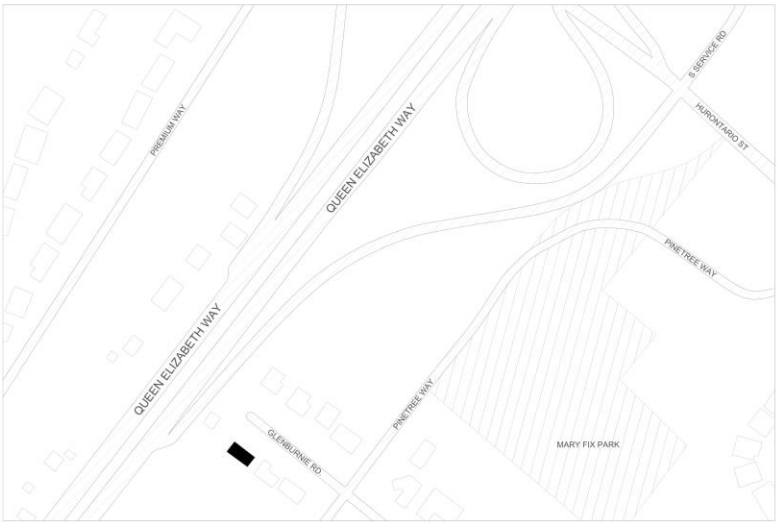 S SERVICE RD
HURONTARIO ST
PREMIUM WAY
QUEEN ELIZABETH WAY
PINETREE WAY
QUEEN ELIZABETH WAY
PINETREE WAY
GLENBURNIE RD
MARY FIX PARK